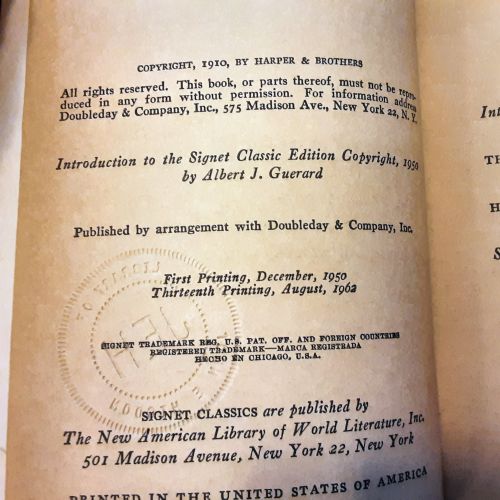 COPYRIGHT, 1910, BY HARPER & BROTHERS
All rights reserved. This book, or parts thereof, must not be repro-
duced in any form without permission. For information address
Doubleday & Company, Inc., 575 Madison Ave., New York 22, N. Y.
Introduction to the Signet Classic Edition Copyright, 1950
by Albert J. Guerard
Published by arrangement with Doubleday & Company, Inc.
First Printing, December, 1950
Thirteenth Printing, August, 1962
LIBRARY OF
JEH
SIGNET TRADEMARK REG. U.S. PAT. OFF. AND FOREIGN COUNTRIES
REGISTERED TRADEMARK—MARCA REGISTRADA
HECHO EN CHICAGO, U.S.A.
SIGNET CLASSICS are published by
The New American Library of World Literature, Inc.
501 Madison Avenue, New York 22, New York
PRINTED IN THE UNITED STATES OF AMERICA
Int
TH
H
S